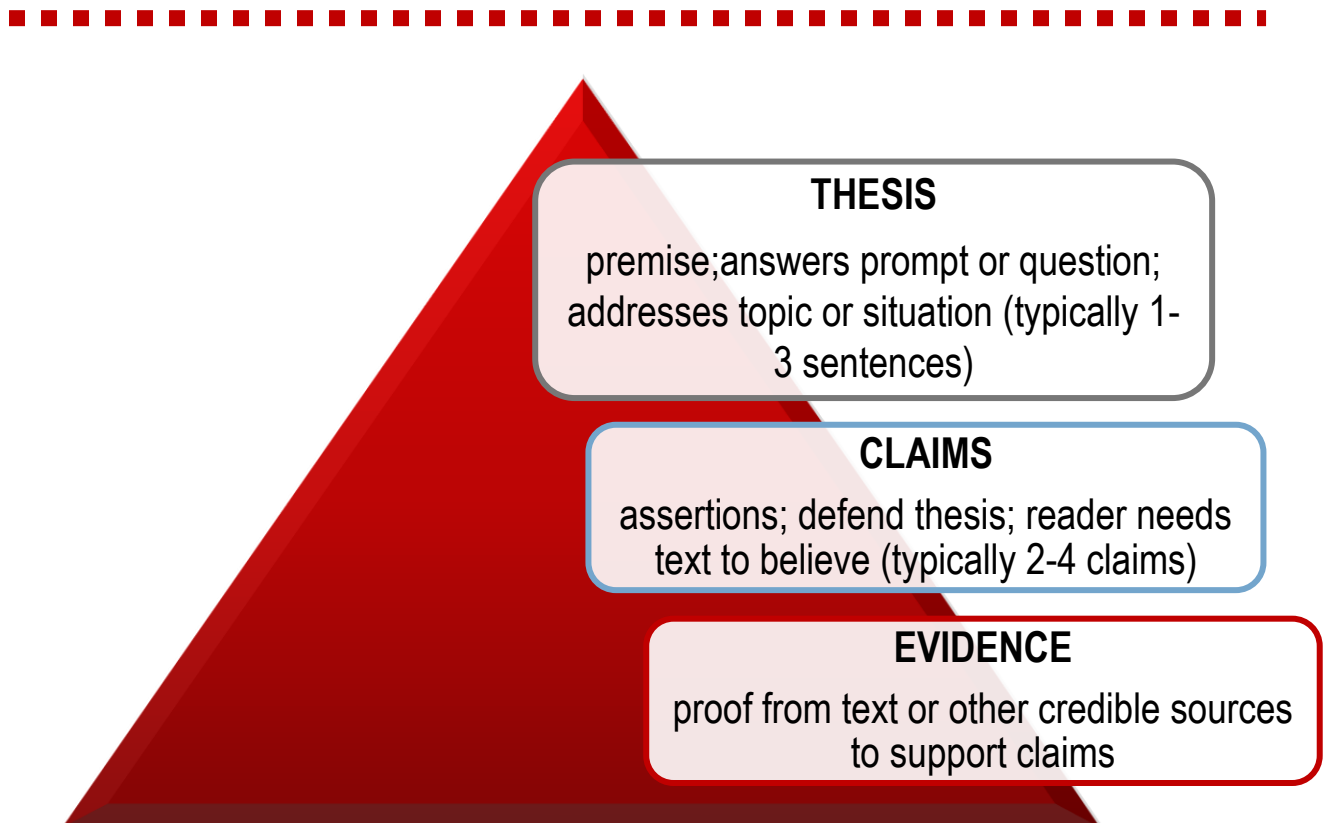 THESIS
premise;answers prompt or question;
addresses topic or situation (typically 1-
3 sentences)
CLAIMS
assertions; defend thesis; reader needs
text to believe (typically 2-4 claims)
EVIDENCE
proof from text or other credible sources
to support claims